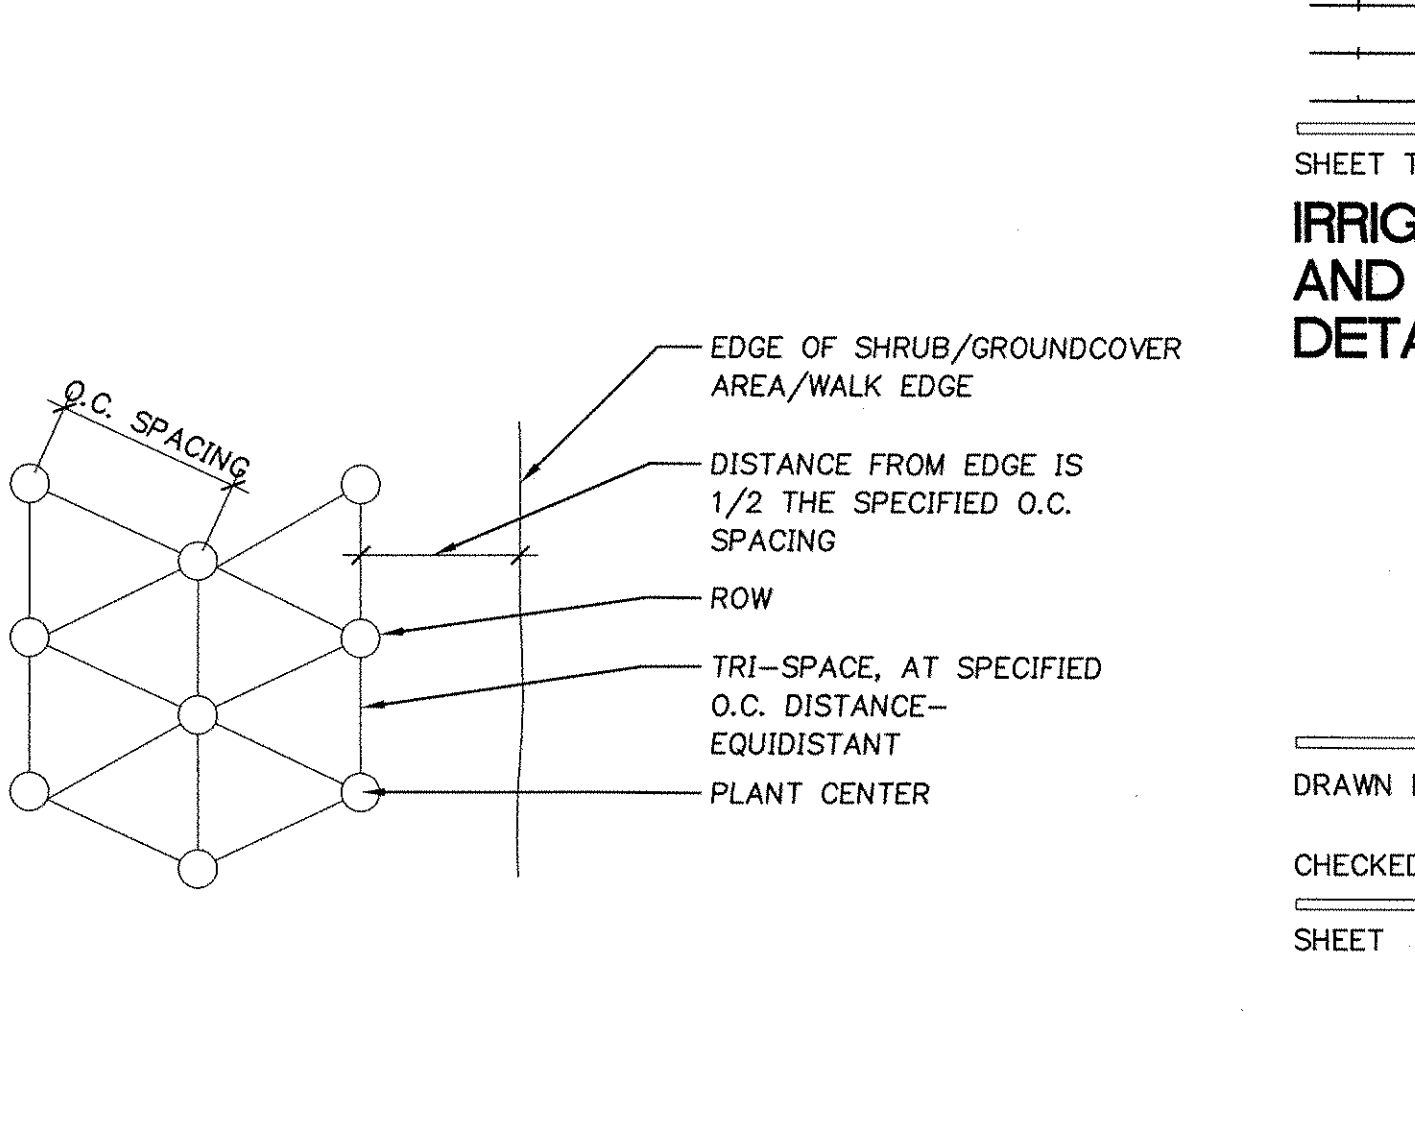 SHEET
IRRIG
AND
DETA
O.C. SPACING
EDGE OF SHRUB/GROUNDCOVER
AREA/WALK EDGE
DISTANCE FROM EDGE IS
1/2 THE SPECIFIED O.C.
SPACING
ROW
TRI-SPACE, AT SPECIFIED
O.C. DISTANCE-
EQUIDISTANT
PLANT CENTER
DRAWN
CHECKED
SHEET